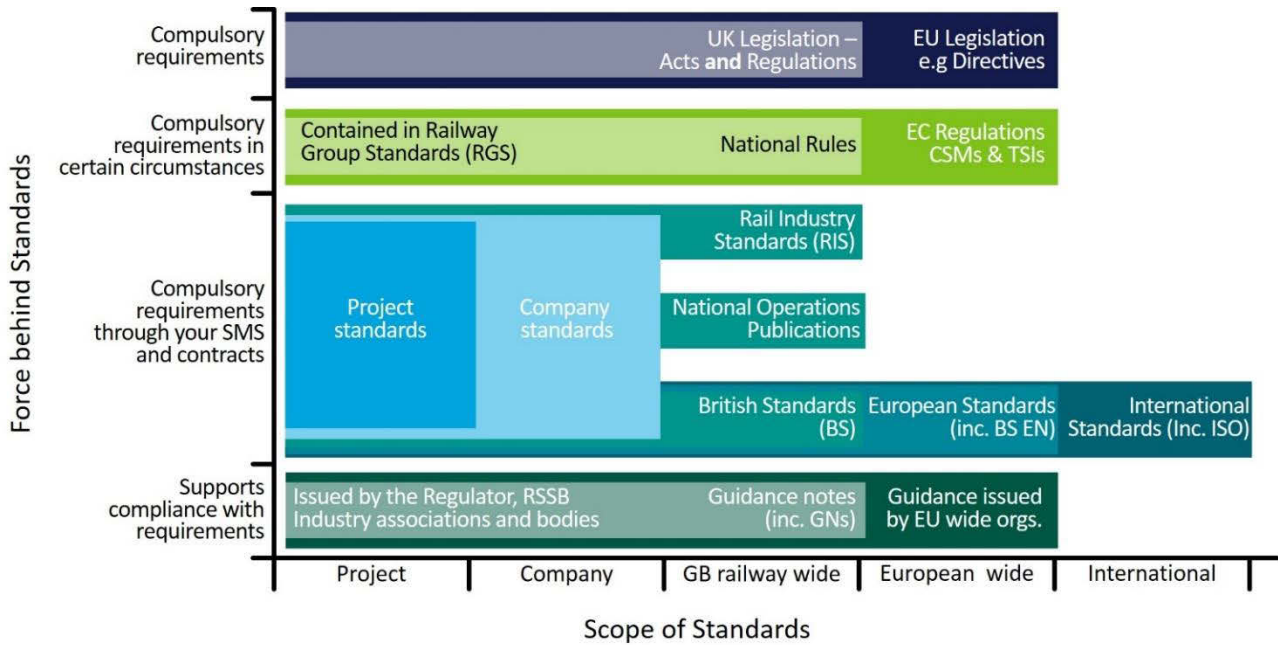 Force behind Standards
Compulsory
requirements
UK Legislation –
Acts and Regulations
EU Legislation
e.g Directives
Compulsory
requirements in
certain circumstances
Contained in Railway
Group Standards (RGS)
National Rules
EC Regulations
CSMs & TSIs
Compulsory
requirements
through your SMS
and contracts
Project
standards
Company
standards
Rail Industry
Standards (RIS)
National Operations
Publications
British Standards
(BS)
European Standards
(inc. BS EN)
International
Standards (Inc. ISO)
Supports
compliance with
requirements
Issued by the Regulator, RSSB
Industry associations and bodies
Guidance notes
(inc. GNs)
Guidance issued
by EU wide orgs.
Project
Company
GB railway wide
European wide
International
Scope of Standards